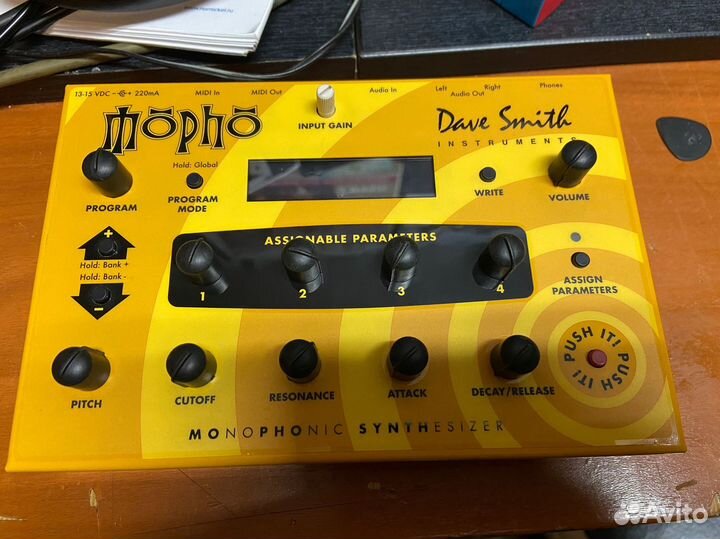 13-15 VDC 220mA
MIDI In
MIDI Out
Audio In
Left
Right
Audio Out
Phones
mōphō
INPUT GAIN
Dave Smith
INSTRUMENTS
Hold: Global
PROGRAM
PROGRAM MODE
WRITE
VOLUME
+
Hold: Bank +
Hold: Bank -
-
ASSIGNABLE PARAMETERS
1
2
3
4
ASSIGN
PARAMETERS
PUSH IT! PUSH IT!
PITCH
CUTOFF
RESONANCE
ATTACK
DECAY/RELEASE
MONOPHONIC SYNTHESIZER
Avito